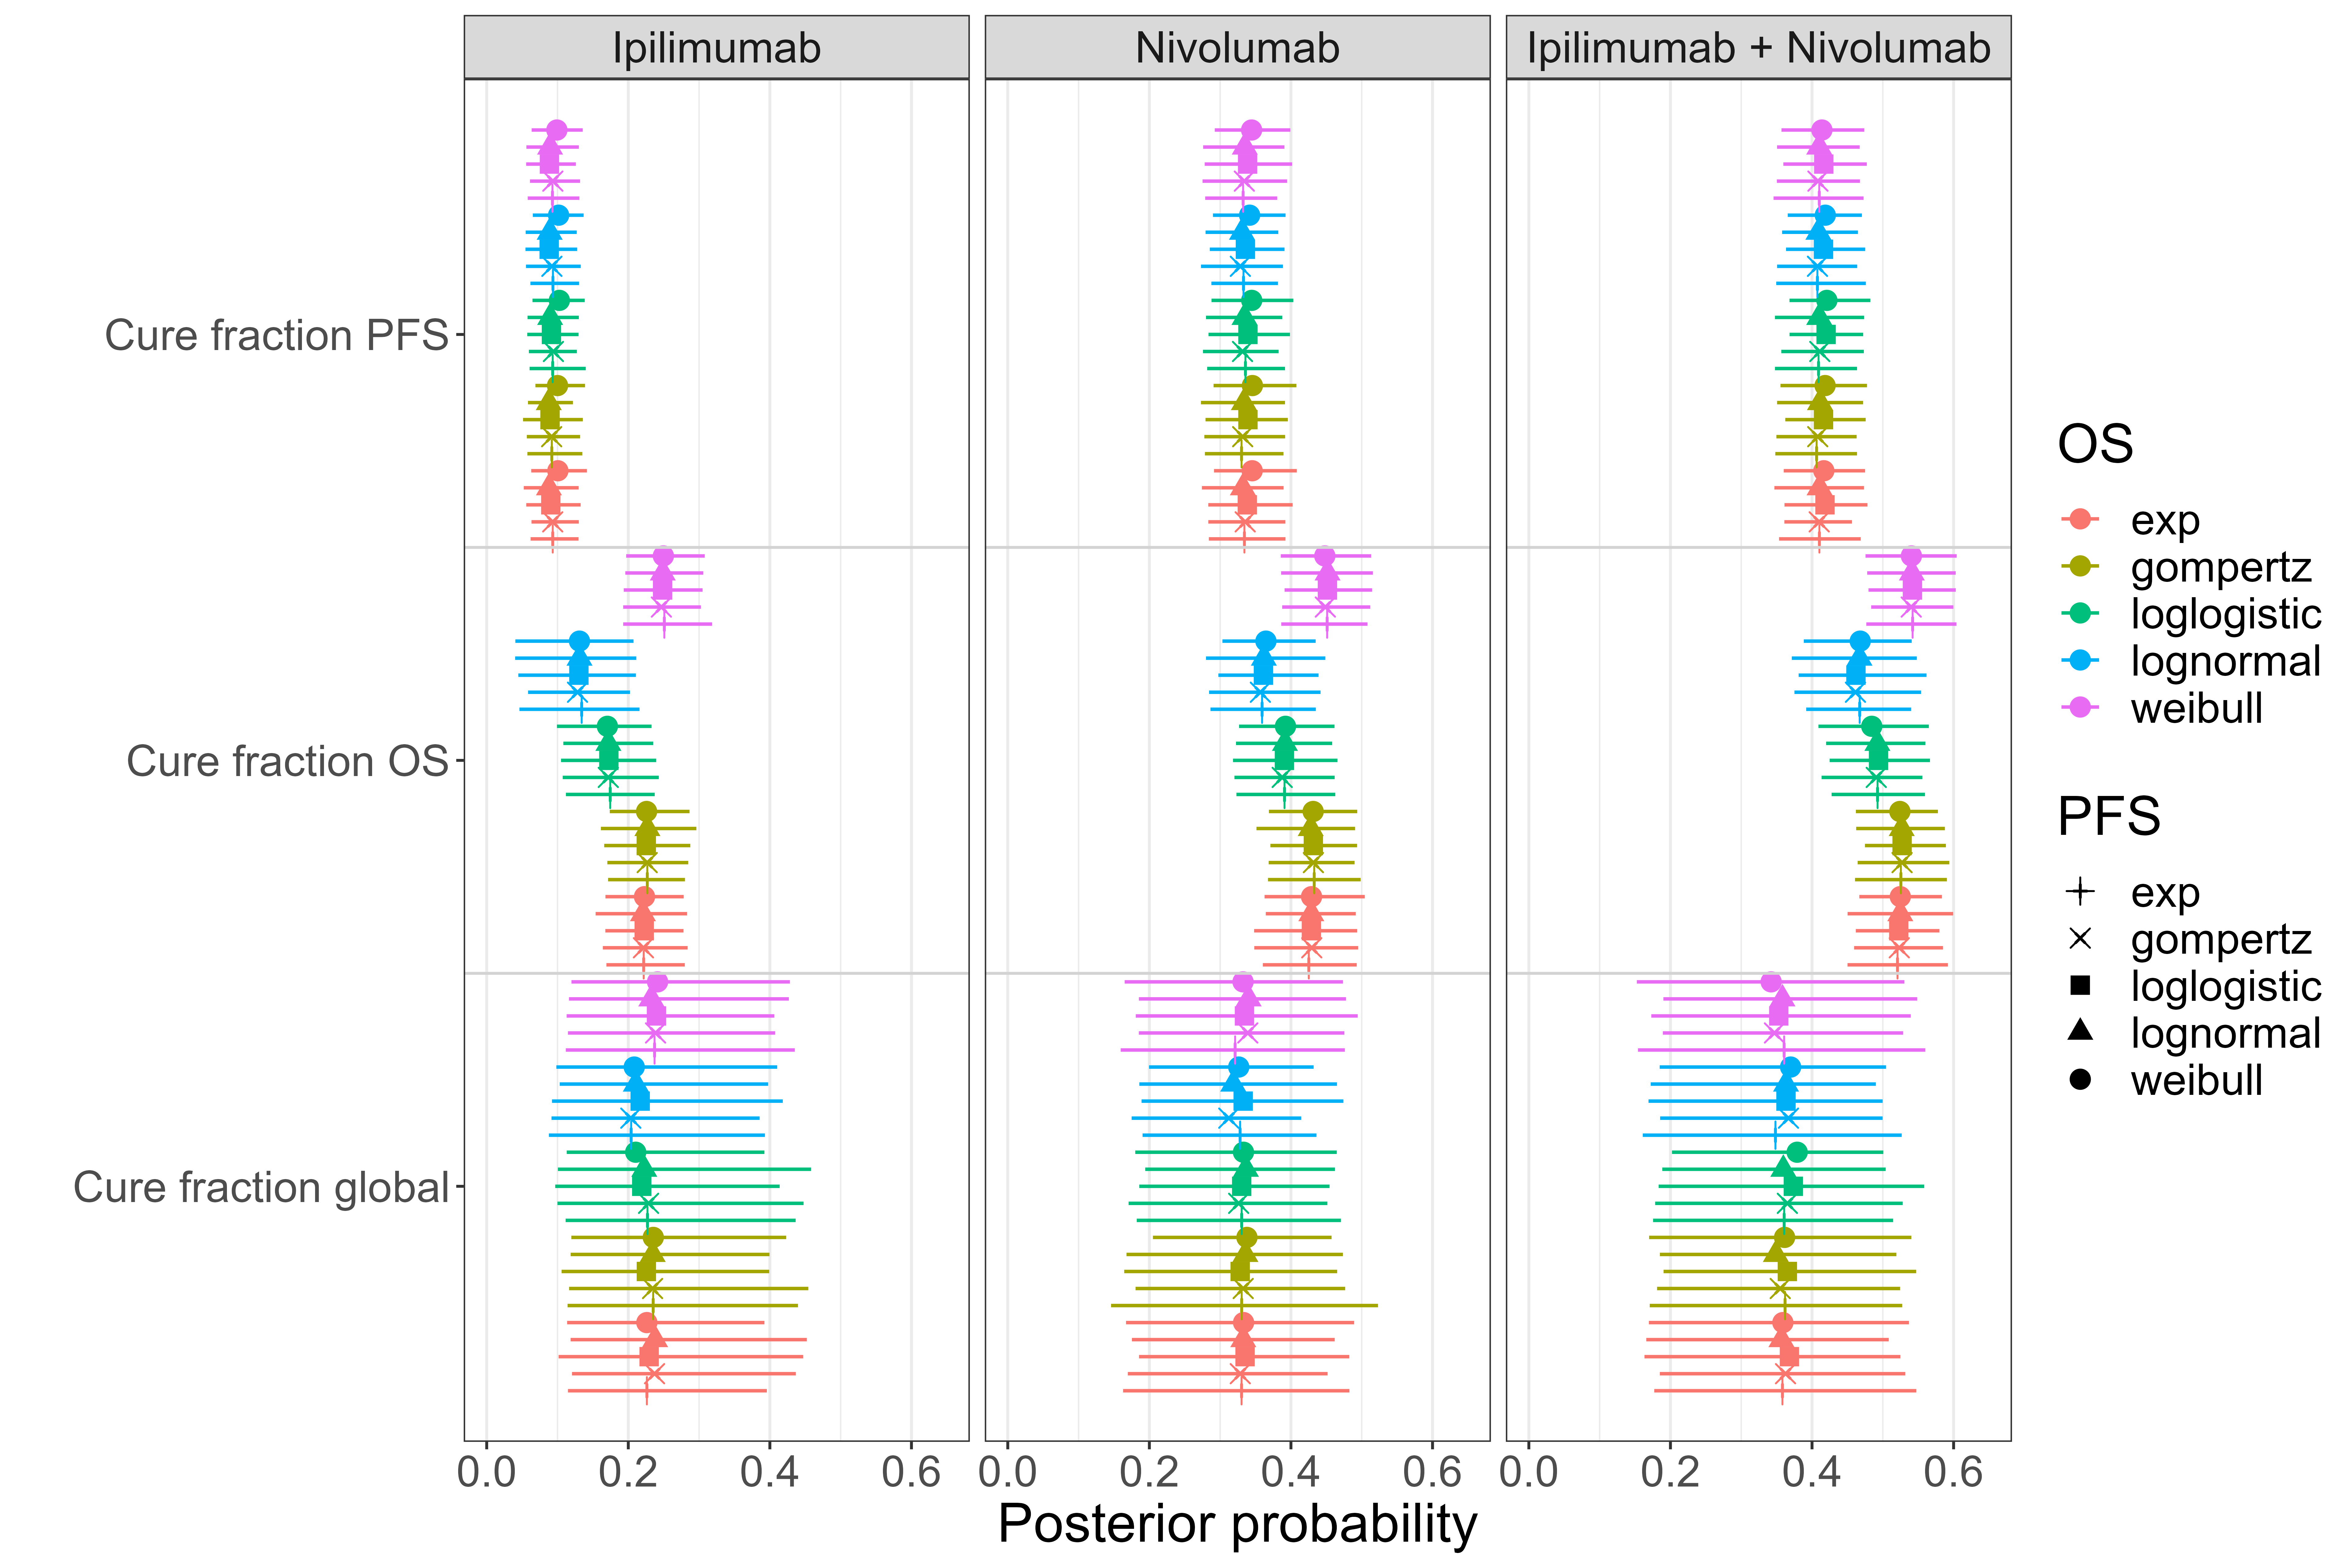 Ipilimumab
Nivolumab
Ipilimumab + Nivolumab
Cure fraction PFS
Cure fraction OS
Cure fraction global
0.0 0.2 0.4 0.6
0.0 0.2 0.4 0.6
0.0 0.2 0.4 0.6
Posterior probability
OS
exp
gompertz
loglogistic
lognormal
weibull
PFS
exp
gompertz
loglogistic
lognormal
weibull